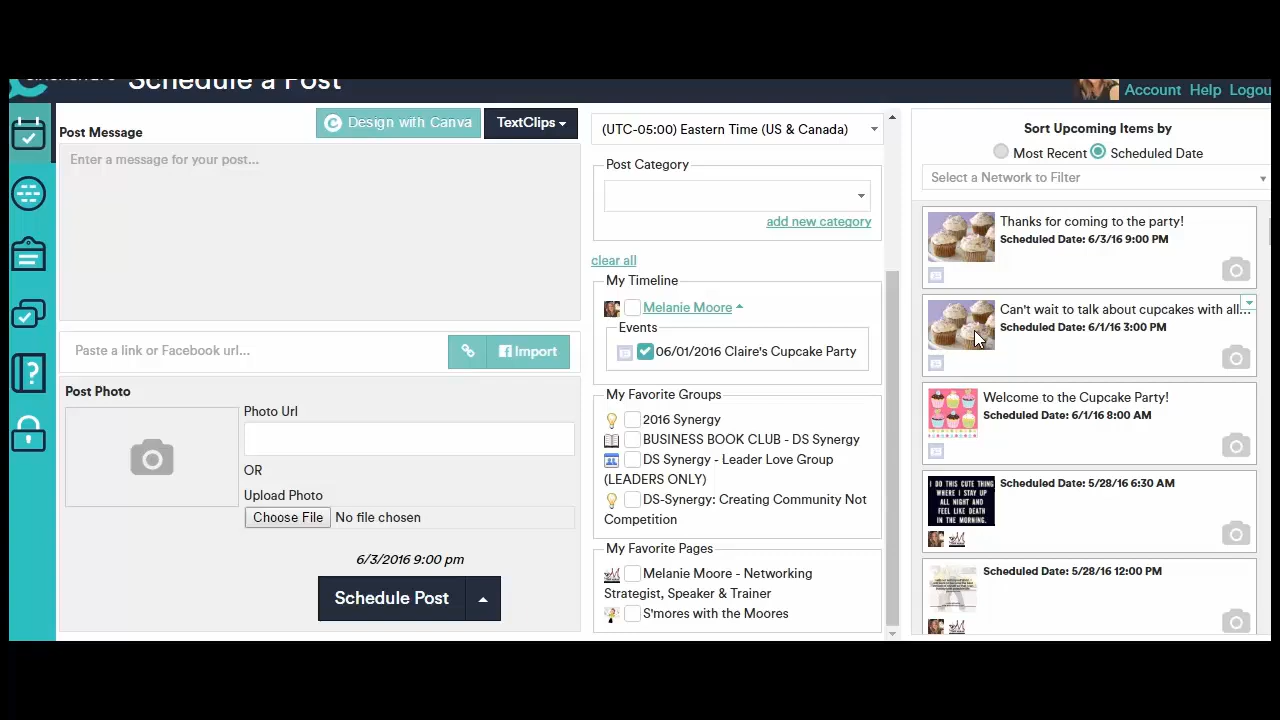 Schedule a Post
Account Help Logou
Post Message
Design with Canva
TextClips
Enter a message for your post...
Paste a link or Facebook url...
Import
Post Photo
Photo Url
OR
Upload Photo
Choose File No file chosen
6/3/2016 9:00 pm
Schedule Post
(UTC-05:00) Eastern Time (US & Canada)
Post Category
add new category
clear all
My Timeline
Melanie Moore
Events
06/01/2016 Claire's Cupcake Party
My Favorite Groups
2016 Synergy
BUSINESS BOOK CLUB - DS Synergy
DS Synergy - Leader Love Group
(LEADERS ONLY)
DS-Synergy: Creating Community Not
Competition
My Favorite Pages
Melanie Moore - Networking
Strategist, Speaker & Trainer
S'mores with the Moores
Sort Upcoming Items by
Most Recent Scheduled Date
Select a Network to Filter
Thanks for coming to the party!
Scheduled Date: 6/3/16 9:00 PM
Can't wait to talk about cupcakes with all...
Scheduled Date: 6/1/16 3:00 PM
Welcome to the Cupcake Party!
Scheduled Date: 6/1/16 8:00 AM
I DO THIS CUTE THING
WHERE I STAY UP
ALL NIGHT AND
FEEL LIKE DEATH
IN THE MORNING.
Scheduled Date: 5/28/16 6:30 AM
Scheduled Date: 5/28/16 12:00 PM